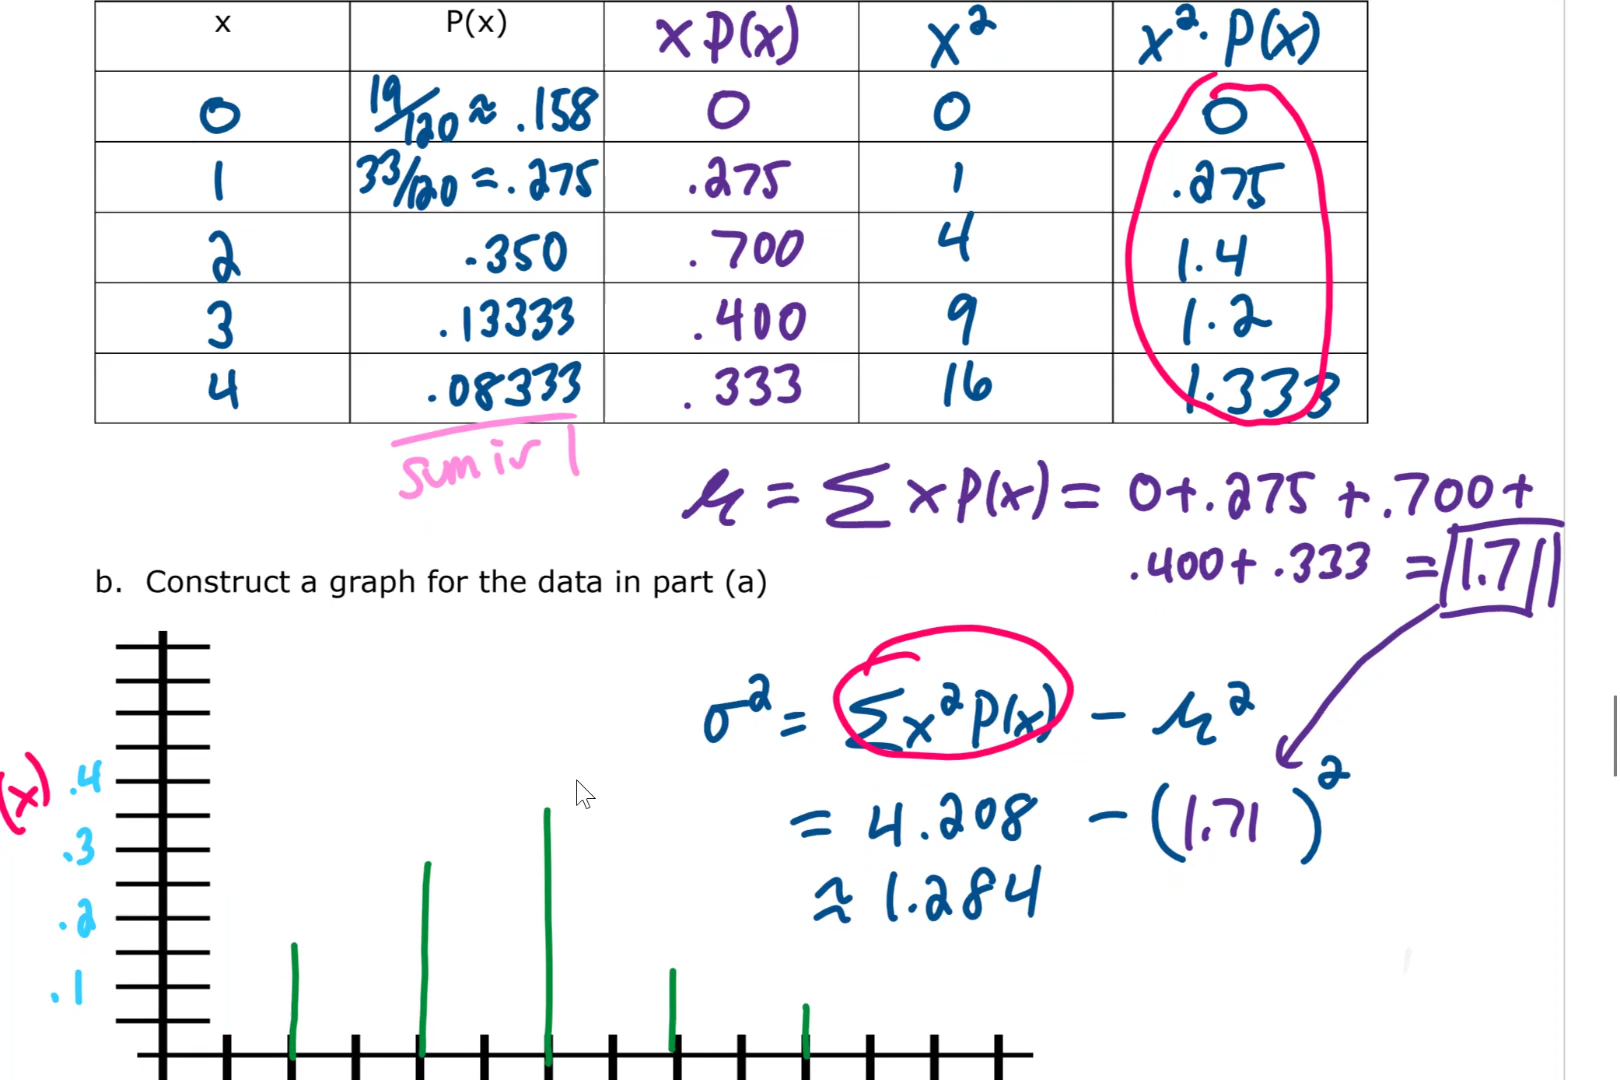 x P(x) x P(x) x² x²· P(x)
0 19/120 ≈ .158 0 0 0
1 33/120 = .275 .275 1 .275
2 .350 .700 4 1.4
3 .13333 .400 9 1.2
4 .08333 .333 16 1.333
sum is 1
μ = Σ x P(x) = 0+.275 + .700 +
.400 + .333 = 1.71
b. Construct a graph for the data in part (a)
σ² = Σx²P(x) - μ²
(x) .4
= 4.208 - (1.71)²
.3
≈ 1.284
.2
.1